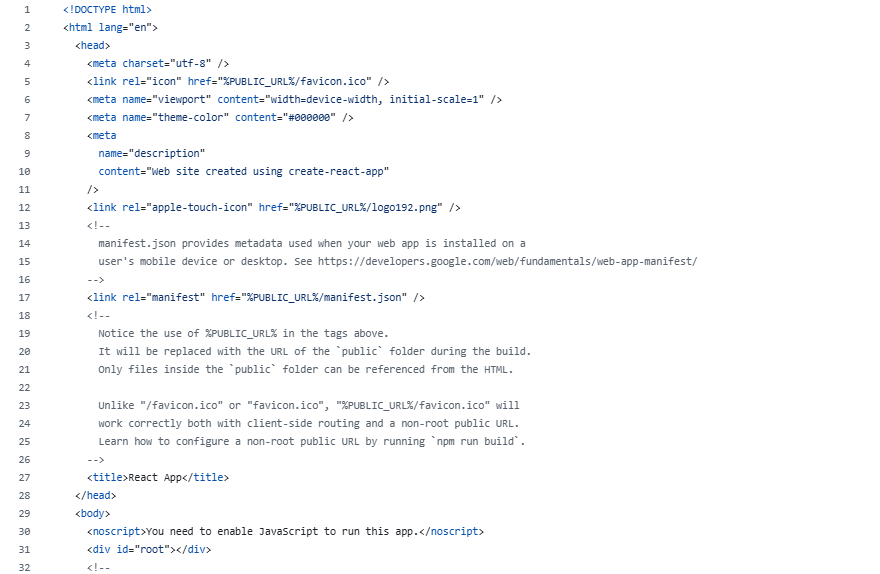 1 <!DOCTYPE html>
2 <html lang="en">
3 <head>
4 <meta charset="utf-8" />
5 <link rel="icon" href="%PUBLIC_URL%/favicon.ico" />
6 <meta name="viewport" content="width=device-width, initial-scale=1" />
7 <meta name="theme-color" content="#000000" />
8 <meta
9 name="description"
10 content="Web site created using create-react-app"
11 />
12 <link rel="apple-touch-icon" href="%PUBLIC_URL%/logo192.png" />
13 <!--
14 manifest.json provides metadata used when your web app is installed on a
15 user's mobile device or desktop. See https://developers.google.com/web/fundamentals/web-app-manifest/
16 -->
17 <link rel="manifest" href="%PUBLIC_URL%/manifest.json" />
18 <!--
19 Notice the use of %PUBLIC_URL% in the tags above.
20 It will be replaced with the URL of the `public` folder during the build.
21 Only files inside the `public` folder can be referenced from the HTML.
22
23 Unlike "/favicon.ico" or "favicon.ico", "%PUBLIC_URL%/favicon.ico" will
24 work correctly both with client-side routing and a non-root public URL.
25 Learn how to configure a non-root public URL by running `npm run build`.
26 -->
27 <title>React App</title>
28 </head>
29 <body>
30 <noscript>You need to enable JavaScript to run this app.</noscript>
31 <div id="root"></div>
32 <!--